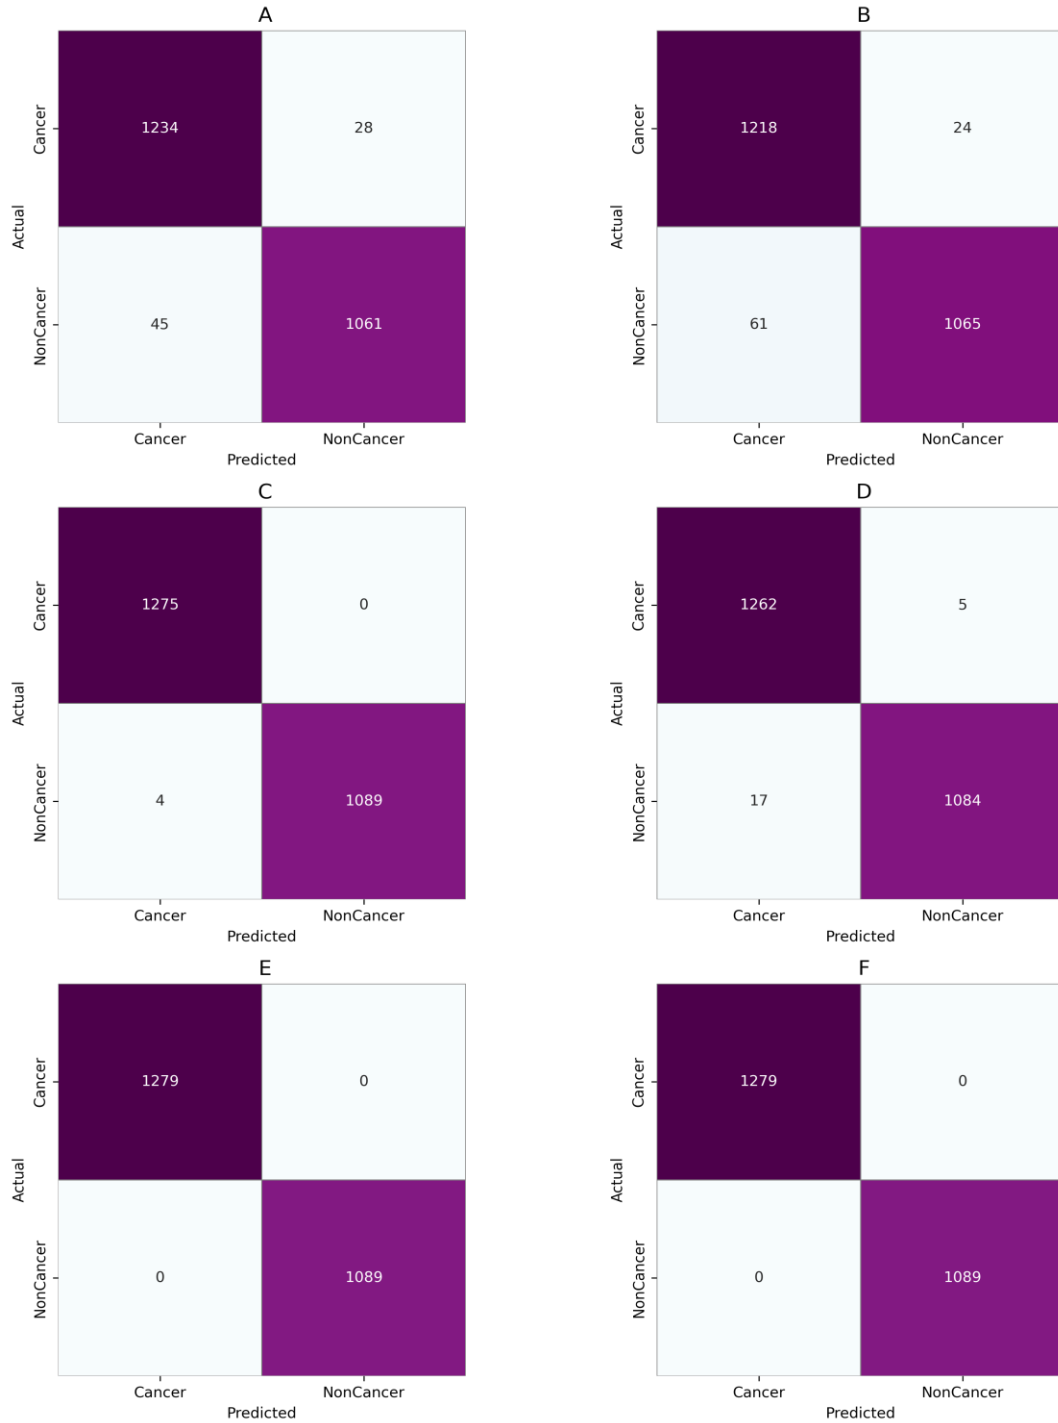 A
Cancer
1234 28
Actual
NonCancer
45 1061
Cancer NonCancer
Predicted
B
Cancer
1218 24
Actual
NonCancer
61 1065
Cancer NonCancer
Predicted
C
Cancer
1275 0
Actual
NonCancer
4 1089
Cancer NonCancer
Predicted
D
Cancer
1262 5
Actual
NonCancer
17 1084
Cancer NonCancer
Predicted
E
Cancer
1279 0
Actual
NonCancer
0 1089
Cancer NonCancer
Predicted
F
Cancer
1279 0
Actual
NonCancer
0 1089
Cancer NonCancer
Predicted